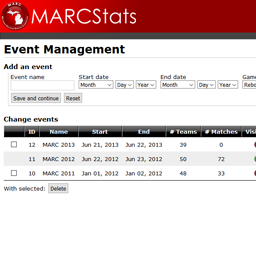 MARC
MARCStats
Event Management
Add an event
Event name Start date End date Game
Month Day Year Month Day Year Rebo
Save and continue Reset
Change events
ID Name Start End # Teams # Matches Visi
12 MARC 2013 Jun 21, 2013 Jun 22, 2013 39 0
11 MARC 2012 Jun 22, 2012 Jun 23, 2012 50 72
10 MARC 2011 Jan 01, 2012 Jan 02, 2012 48 33
With selected: Delete